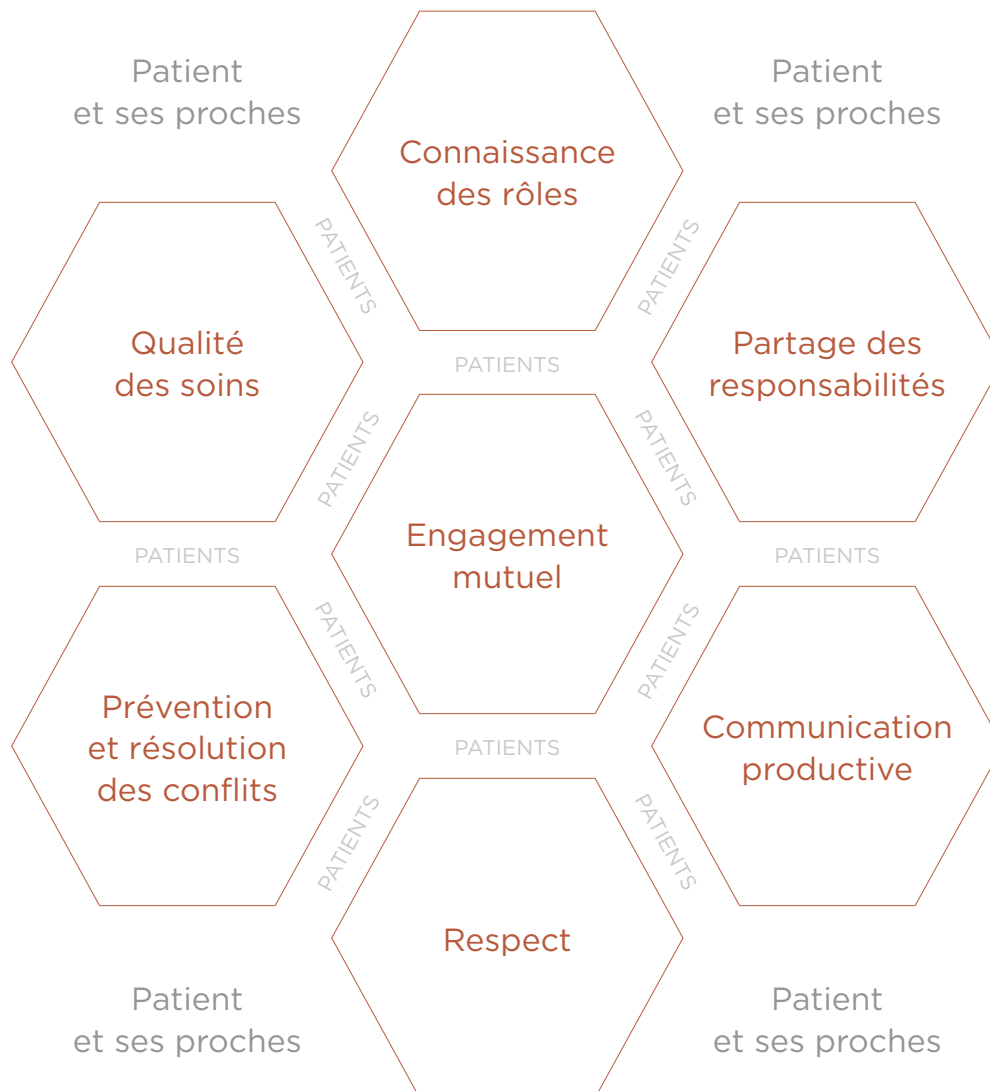 Patient
et ses proches
Patient
et ses proches
Connaissance
des rôles
PATIENTS
PATIENTS
Qualité
des soins
PATIENTS
Partage des
responsabilités
PATIENTS
PATIENTS
Engagement
mutuel
PATIENTS
PATIENTS
PATIENTS
PATIENTS
Prévention
et résolution
des conflits
PATIENTS
Communication
productive
PATIENTS
PATIENTS
Respect
Patient
et ses proches
Patient
et ses proches